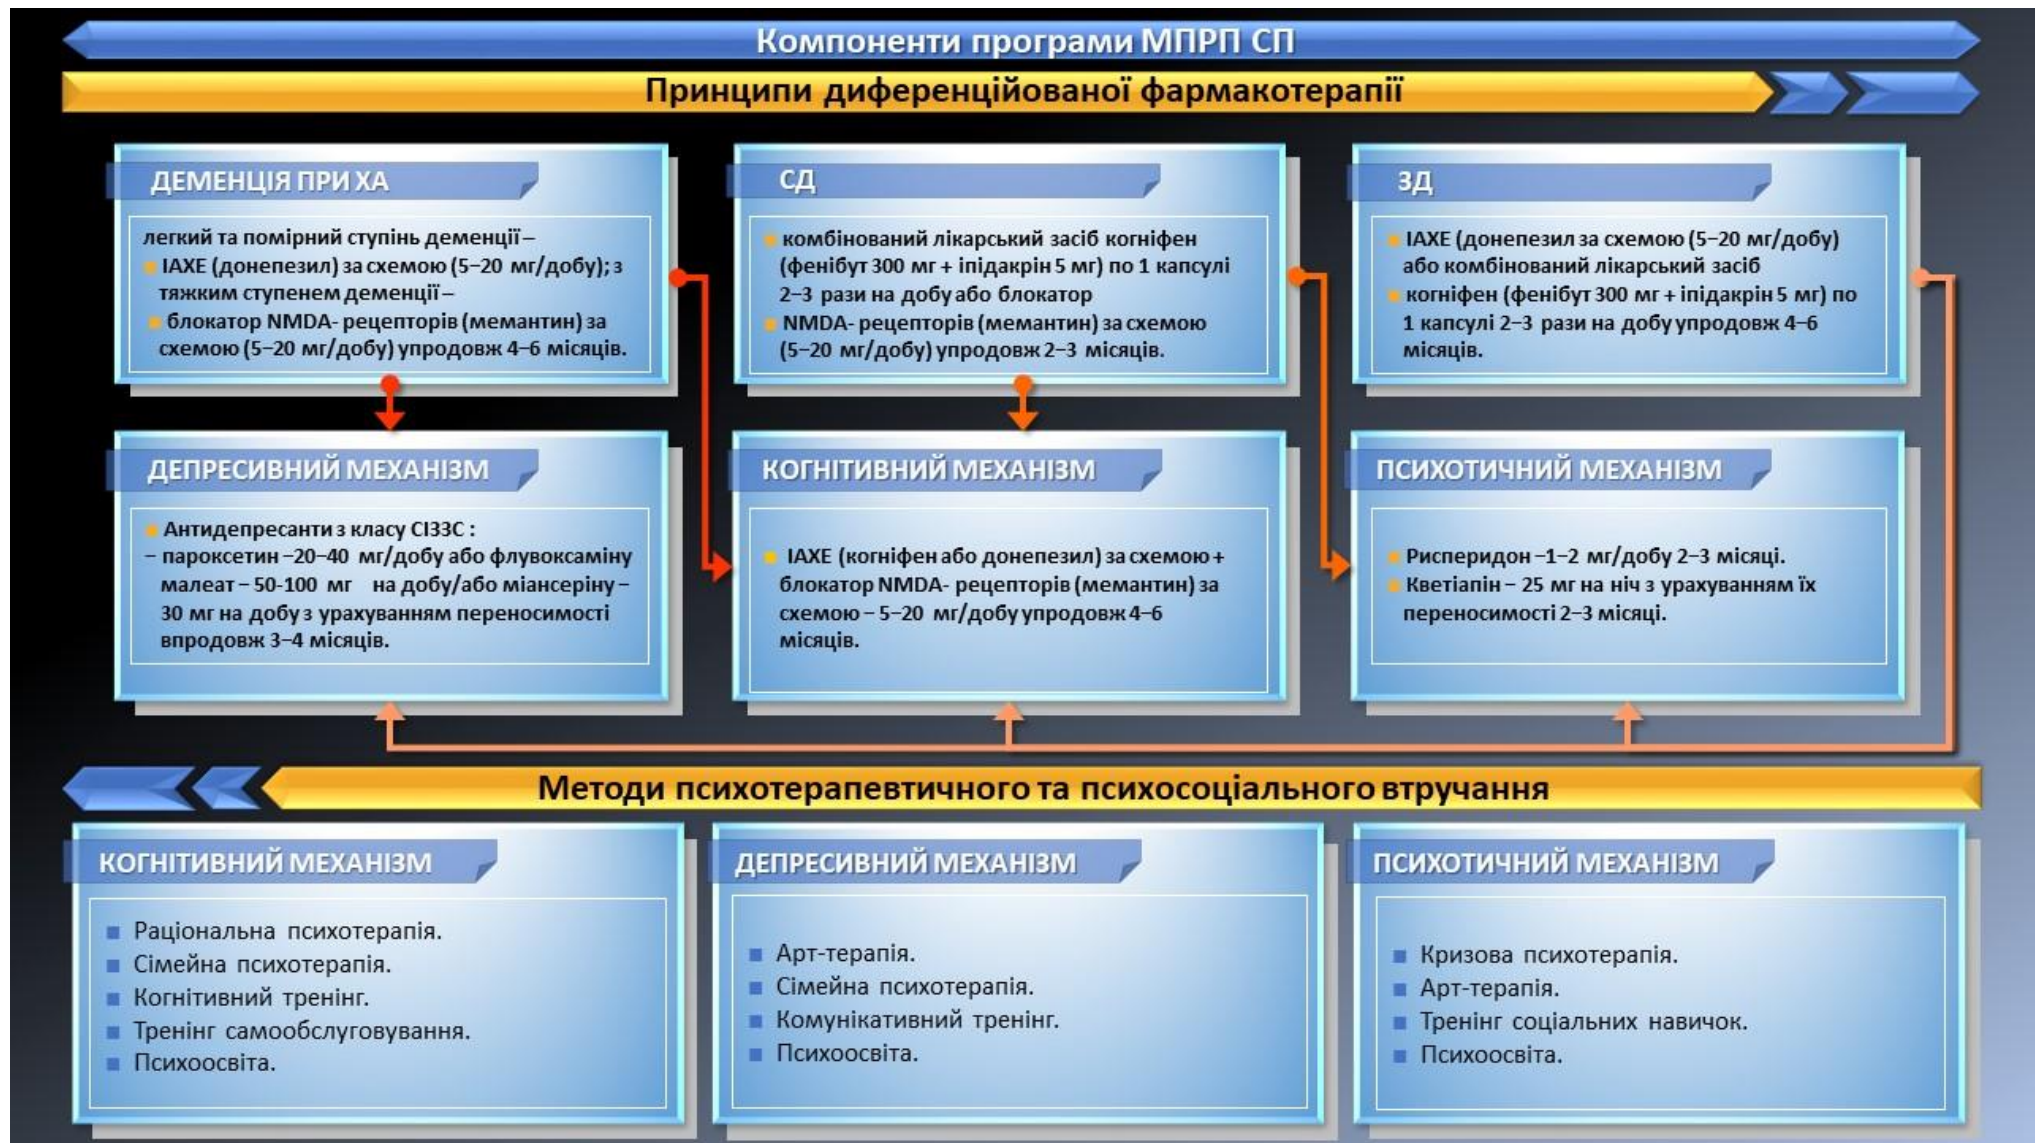 Компоненти програми МПРП СП
Принципи диференційованої фармакотерапії
ДЕМЕНЦІЯ ПРИ ХА
легкий та помірний ступінь деменції –
ІАХЕ (донепезил) за схемою (5–20 мг/добу); з
тяжким ступенем деменції –
блокатор NMDA- рецепторів (мемантин) за
схемою (5–20 мг/добу) упродовж 4–6 місяців.
СД
комбінований лікарський засіб когніфен
(фенібут 300 мг + іпідакрін 5 мг) по 1 капсулі
2–3 рази на добу або блокатор
NMDA- рецепторів (мемантин) за схемою
(5–20 мг/добу) упродовж 2–3 місяців.
ЗД
ІАХЕ (донепезил за схемою (5–20 мг/добу)
або комбінований лікарський засіб
когніфен (фенібут 300 мг + іпідакрін 5 мг) по
1 капсулі 2–3 рази на добу упродовж 4–6
місяців.
ДЕПРЕСИВНИЙ МЕХАНІЗМ
Антидепресанти з класу СІЗЗС :
– пароксетин –20–40 мг/добу або флувоксаміну
малеат – 50-100 мг на добу/або міансеріну –
30 мг на добу з урахуванням переносимості
впродовж 3–4 місяців.
КОГНІТИВНИЙ МЕХАНІЗМ
ІАХЕ (когніфен або донепезил) за схемою +
блокатор NMDA- рецепторів (мемантин) за
схемою – 5–20 мг/добу упродовж 4–6
місяців.
ПСИХОТИЧНИЙ МЕХАНІЗМ
Рисперидон –1–2 мг/добу 2–3 місяці.
Кветіапін – 25 мг на ніч з урахуванням їх
переносимості 2–3 місяці.
Методи психотерапевтичного та психосоціального втручання
КОГНІТИВНИЙ МЕХАНІЗМ
Раціональна психотерапія.
Сімейна психотерапія.
Когнітивний тренінг.
Тренінг самообслуговування.
Психоосвіта.
ДЕПРЕСИВНИЙ МЕХАНІЗМ
Арт-терапія.
Сімейна психотерапія.
Комунікативний тренінг.
Психоосвіта.
ПСИХОТИЧНИЙ МЕХАНІЗМ
Кризова психотерапія.
Арт-терапія.
Тренінг соціальних навичок.
Психоосвіта.